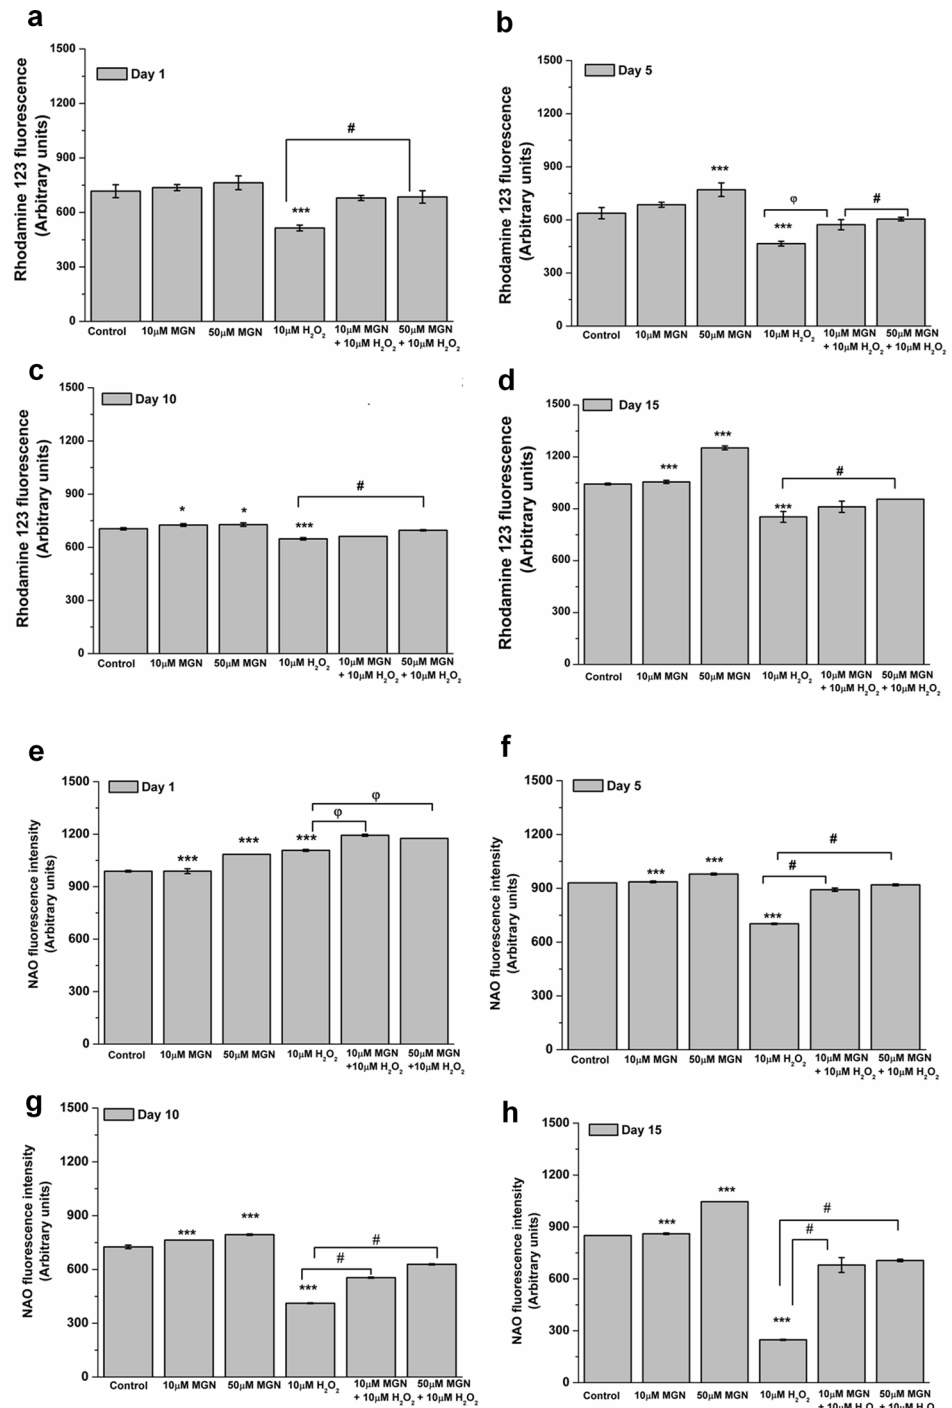 a
1500
1200
900
600
300
0
Rhodamine 123 fluorescence
(Arbitrary units)
Day 1
#
***
Control
10μM MGN
50μM MGN
10μM H₂O₂
10μM MGN
+ 10μM H₂O₂
50μM MGN
+ 10μM H₂O₂
b
1500
1200
900
600
300
0
Rhodamine 123 fluorescence
(Arbitrary units)
Day 5
***
φ
#
***
Control
10μM MGN
50μM MGN
10μM H₂O₂
10μM MGN
+ 10μM H₂O₂
50μM MGN
+ 10μM H₂O₂
c
1500
1200
900
600
300
0
Rhodamine 123 fluorescence
(Arbitrary units)
Day 10
#
*
*
***
Control
10μM MGN
50μM MGN
10μM H₂O₂
10μM MGN
+ 10μM H₂O₂
50μM MGN
+ 10μM H₂O₂
d
1500
1200
900
600
300
0
Rhodamine 123 fluorescence
(Arbitrary units)
Day 15
***
***
#
***
Control
10μM MGN
50μM MGN
10μM H₂O₂
10μM MGN
+ 10μM H₂O₂
50μM MGN
+ 10μM H₂O₂
e
1500
1200
900
600
300
0
NAO fluorescence intensity
(Arbitrary units)
Day 1
φ
φ
***
***
***
Control
10μM MGN
50μM MGN
10μM H₂O₂
10μM MGN
+10μM H₂O₂
50μM MGN
+10μM H₂O₂
f
1500
1200
900
600
300
0
NAO fluorescence intensity
(Arbitrary units)
Day 5
#
#
***
***
***
Control
10μM MGN
50μM MGN
10μM H₂O₂
10μM MGN
+ 10μM H₂O₂
50μM MGN
+ 10μM H₂O₂
g
1500
1200
900
600
300
0
NAO fluorescence intensity
(Arbitrary units)
Day 10
***
***
#
#
***
Control
10μM MGN
50μM MGN
10μM H₂O₂
10μM MGN
+ 10μM H₂O₂
50μM MGN
+ 10μM H₂O₂
h
1500
1200
900
600
300
0
NAO fluorescence intensity
(Arbitrary units)
Day 15
***
***
#
#
***
Control
10μM MGN
50μM MGN
10μM H₂O₂
10μM MGN
+ 10μM H₂O
50μM MGN
+ 10μM H₂O